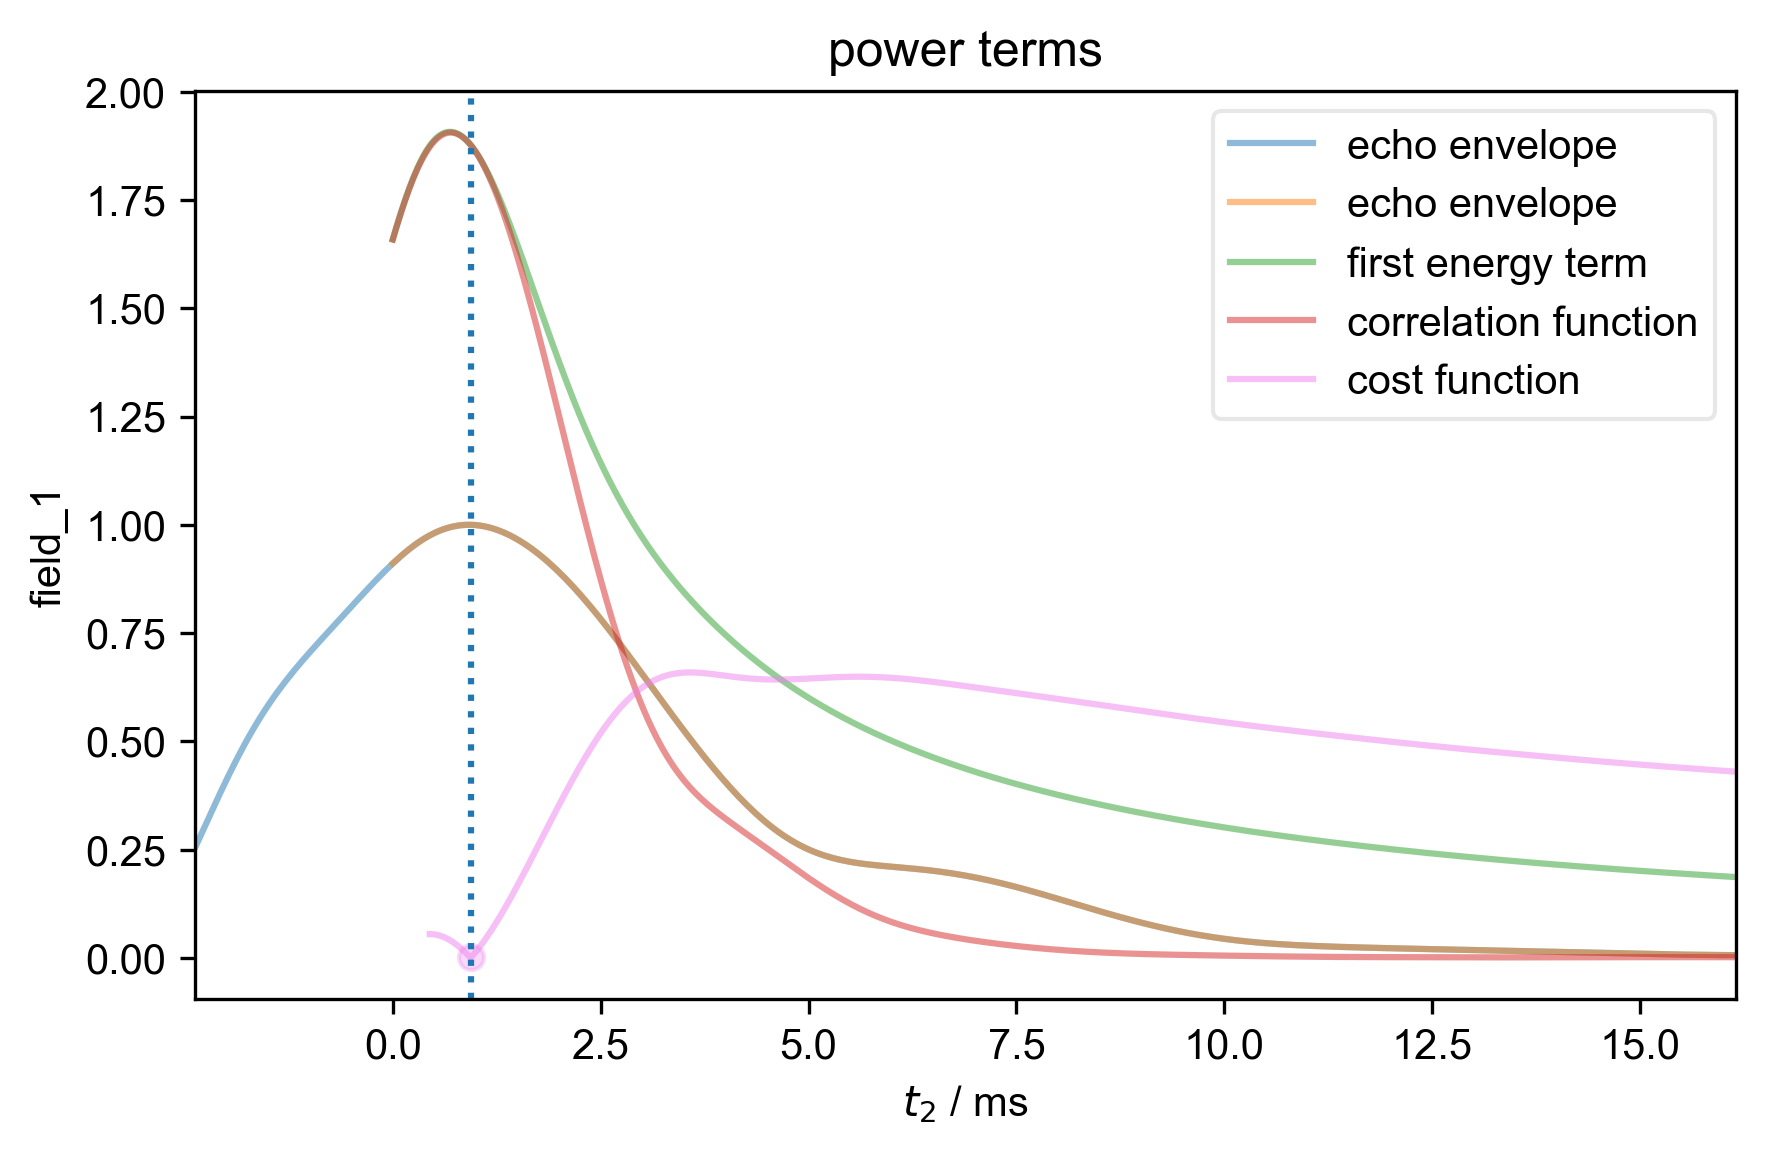 power terms
2.00
1.75
1.50
1.25
1.00
0.75
0.50
0.25
0.00
field_1
echo envelope
echo envelope
first energy term
correlation function
cost function
0.0 2.5 5.0 7.5 10.0 12.5 15.0
t₂ / ms